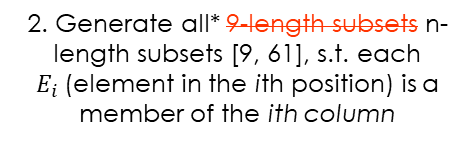 2. Generate all* 9-length subsets n-
length subsets [9, 61], s.t. each
Eᵢ (element in the ith position) is a
member of the ith column